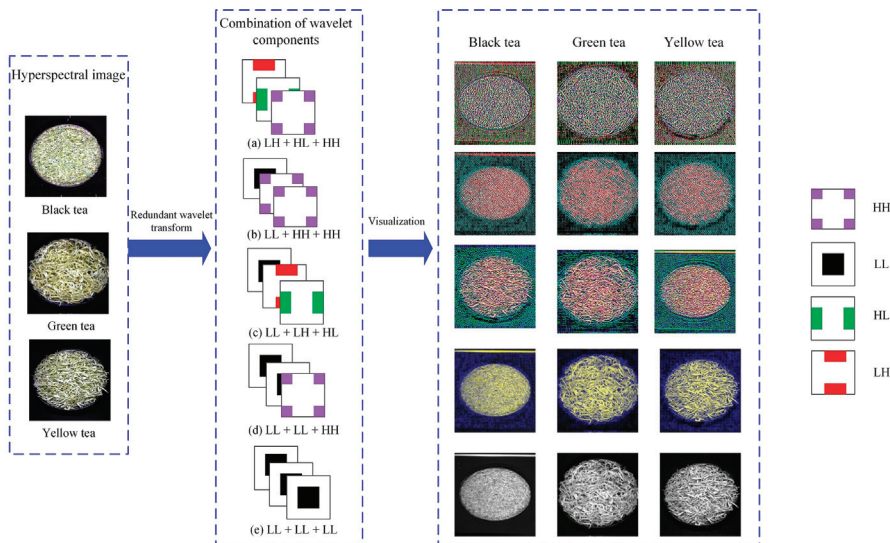 Hyperspectral image
Black tea
Green tea
Yellow tea
Redundant wavelet
transform
Combination of wavelet
components
(a) LH + HL + HH
(b) LL + HH + HH
(c) LL + LH + HL
(d) LL + LL + HH
(e) LL + LL + LL
Visualization
Black tea Green tea Yellow tea
HH
LL
HL
LH